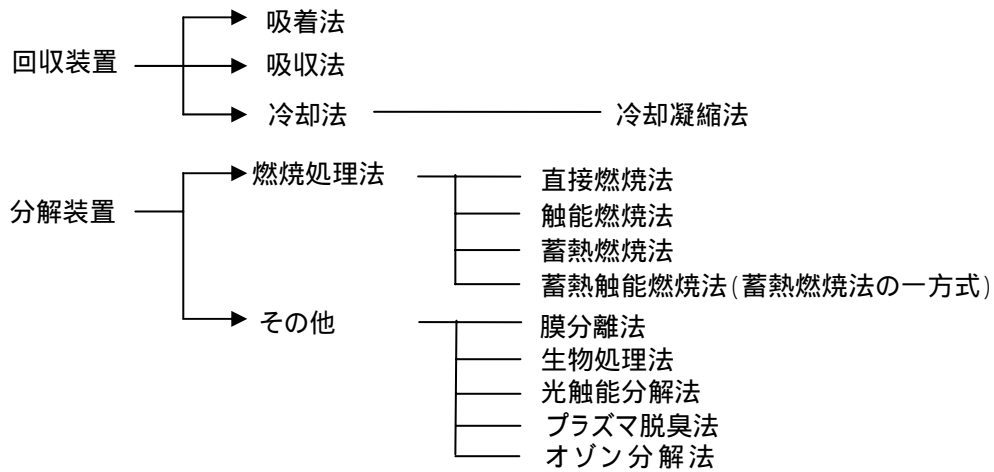 吸着法
回収装置 吸収法
冷却法 冷却凝縮法
燃焼処理法 直接燃焼法
分解装置 触能燃焼法
蓄熱燃焼法
蓄熱触能燃焼法(蓄熱燃焼法の一方式)
その他 膜分離法
生物処理法
光触能分解法
プラズマ脱臭法
オゾン分解法